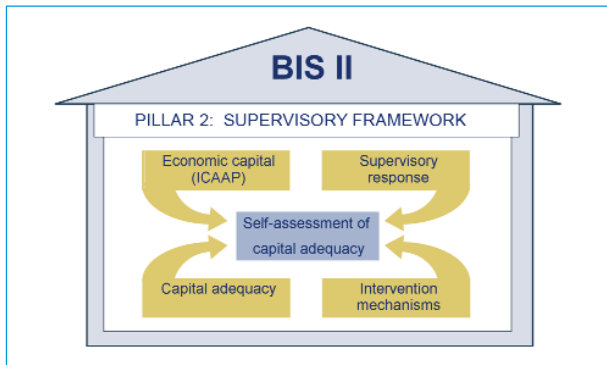 BIS II
PILLAR 2: SUPERVISORY FRAMEWORK
Economic capital
(ICAAP)
Supervisory
response
Self-assessment of
capital adequacy
Capital adequacy
Intervention
mechanisms